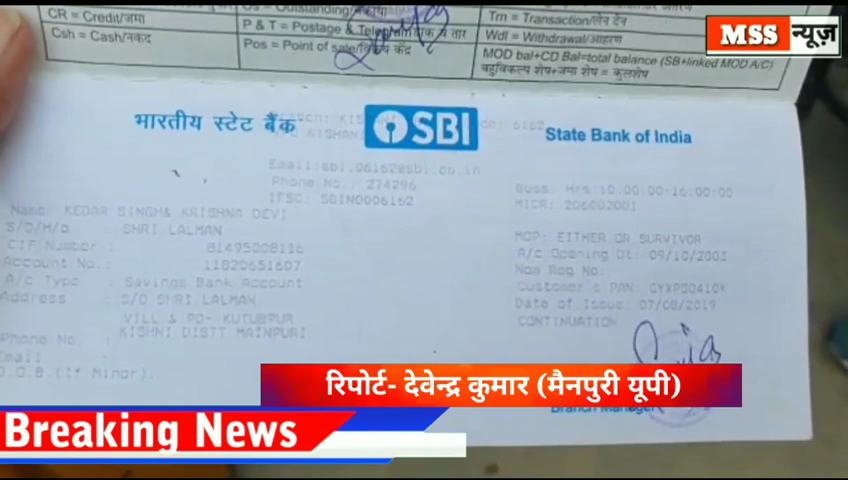 CR = Credit/जमा
Csh = Cash/नकद
P & T = Postage &
Pos = Point of sale/विक्रय केंद्र
Trn = Transaction/लेन देन
Wdl = Withdrawal/आहरण
MOD bal+CD Bal=total balance (SB+linked MOD A/C)
बहुविकल्प शेष+जमा शेष = कुलशेष
MSS न्यूज़
भारतीय स्टेट बैंक
SBI
State Bank of India
Email:sbi.06162@sbi.co.in
Phone No.: 274296
IFSC: SBIN0006162
Buss. Hrs:10:00:00-16:00:00
MICR: 206002001
Name: KEDAR SINGH& KRISHNA DEVI
S/D/H/o : SHRI LALMAN
CIF Number : 81495008116
Account No.: 11820651607
A/c Type : Savings Bank Account
Address : S/O SHRI LALMAN
VILL & PO- KUTUBPUR
KISHNI DISTT MAINPURI
Phone No
Email
D.O.B.(If Minor).
MOP: EITHER OR SURVIVOR
A/c Opening Dt: 09/10/2003
Nom Reg No:
Customer's PAN:
Date of Issue: 07/08/2019
CONTINUATION
Branch Manager
रिपोर्ट- देवेन्द्र कुमार (मैनपुरी यूपी)
Breaking News